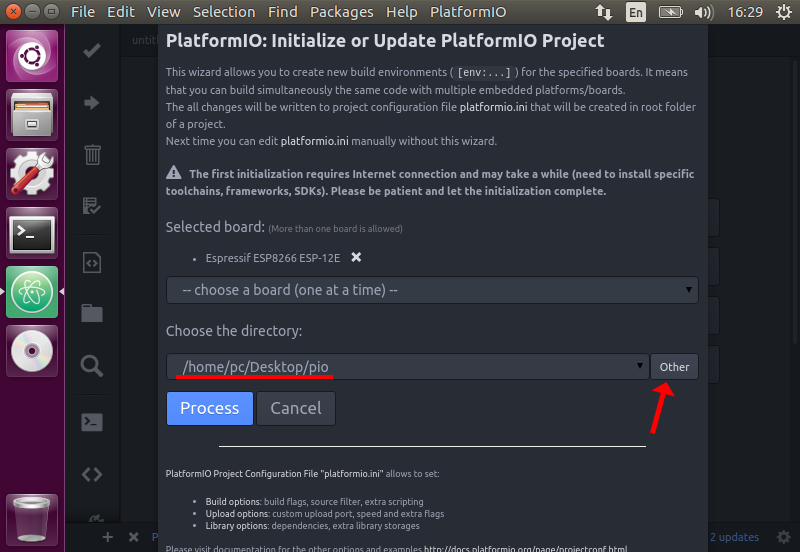 File Edit View Selection Find Packages Help PlatformIO En 16:29
PlatformIO: Initialize or Update PlatformIO Project
This wizard allows you to create new build environments ( [env:...] ) for the specified boards. It means
that you can build simultaneously the same code with multiple embedded platforms/boards.
The all changes will be written to project configuration file platformio.ini that will be created in root folder
of a project.
Next time you can edit platformio.ini manually without this wizard.
The first initialization requires Internet connection and may take a while (need to install specific
toolchains, frameworks, SDKs). Please be patient and let the initialization complete.
Selected board: (More than one board is allowed)
• Espressif ESP8266 ESP-12E
-- choose a board (one at a time) --
Choose the directory:
/home/pc/Desktop/pio Other
Process Cancel
PlatformIO Project Configuration File "platformio.ini" allows to set:
• Build options: build flags, source filter, extra scripting
• Upload options: custom upload port, speed and extra flags
• Library options: dependencies, extra library storages
2 updates
Please visit documentation for the other options and examples http://docs.platformio.org/page/projectconf.html